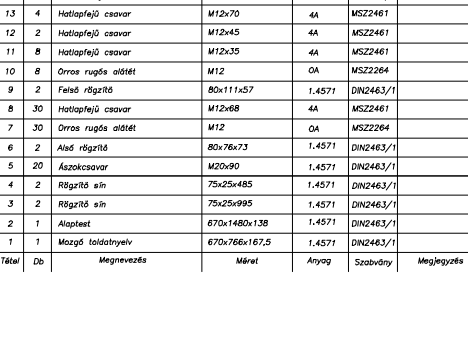 13 4 Hatlapfejű csavar M12x70 4A MSZ2461
12 2 Hatlapfejű csavar M12x45 4A MSZ2461
11 8 Hatlapfejű csavar M12x35 4A MSZ2461
10 8 Orros rugós alátét M12 OA MSZ2264
9 2 Felső rögzítő 80x111x57 1.4571 DIN2463/1
8 30 Hatlapfejű csavar M12x68 4A MSZ2461
7 30 Orros rugós alátét M12 OA MSZ2264
6 2 Alsó rögzítő 80x76x73 1.4571 DIN2463/1
5 20 Ászokcsavar M20x90 1.4571 DIN2463/1
4 2 Rögzítő sín 75x25x485 1.4571 DIN2463/1
3 2 Rögzítő sín 75x25x995 1.4571 DIN2463/1
2 1 Alaptest 670x1480x138 1.4571 DIN2463/1
1 1 Mozgó toldatnyelv 670x766x167,5 1.4571 DIN2463/1
Tétel Db Megnevezés Méret Anyag Szabvány Megjegyzés